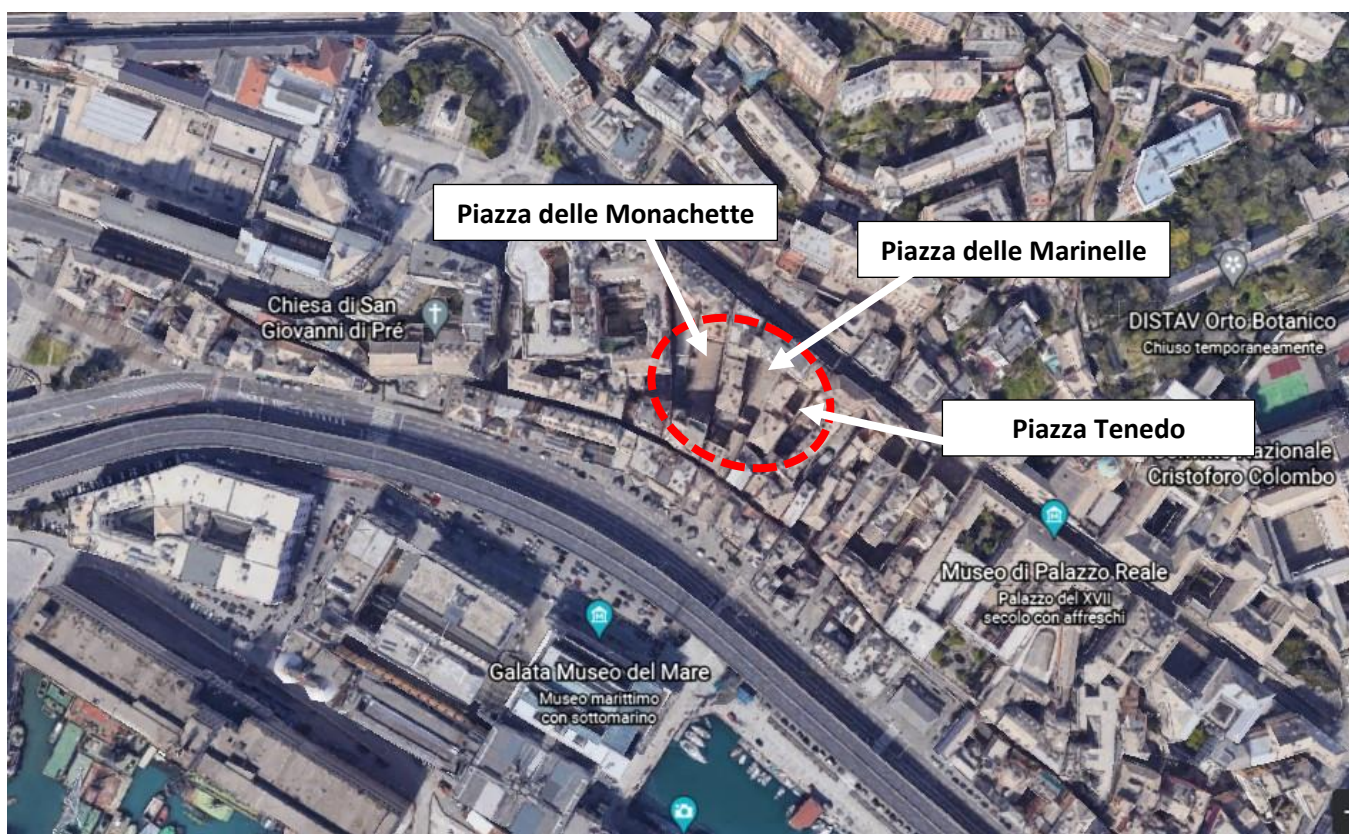 Piazza delle Monachette
Piazza delle Marinelle
Chiesa di San
Giovanni di Pré
DISTAV Orto Botanico
Chiuso temporaneamente
Piazza Tenedo
Nazionale
Cristoforo Colombo
Museo di Palazzo Reale
Palazzo del XVII
secolo con affreschi
Galata Museo del Mare
Museo marittimo
con sottomarino